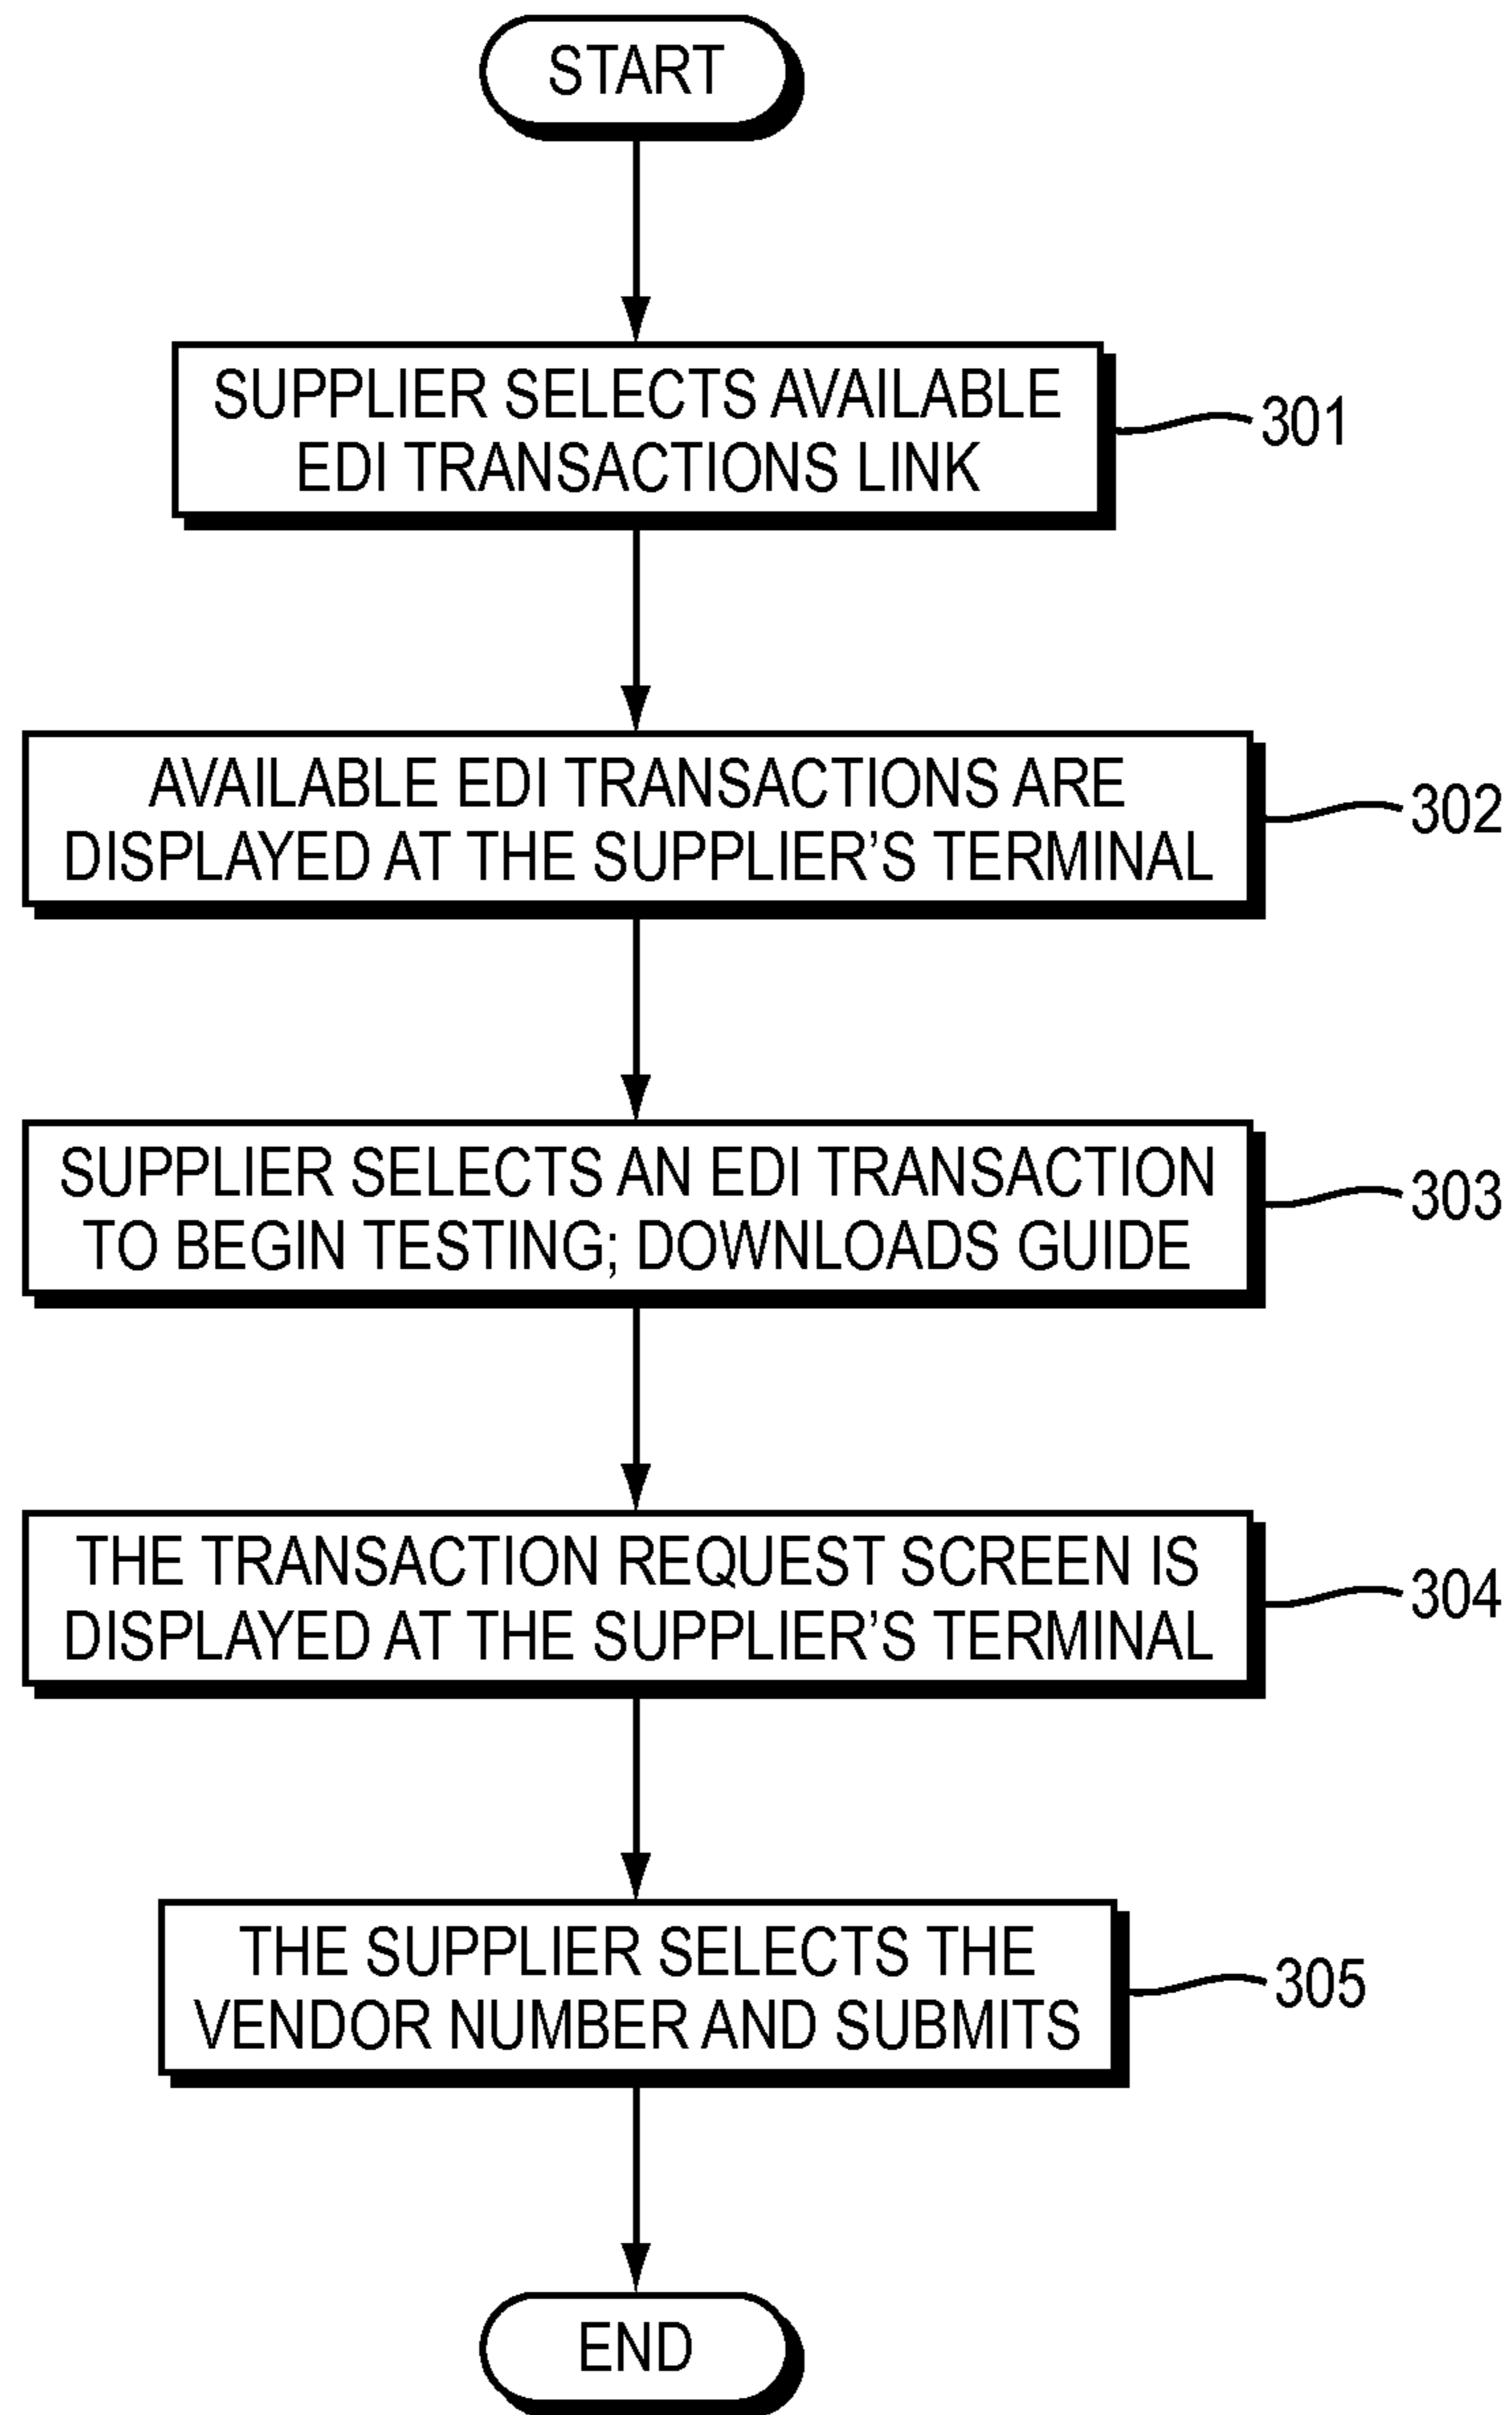 START
SUPPLIER SELECTS AVAILABLE
EDI TRANSACTIONS LINK
301
AVAILABLE EDI TRANSACTIONS ARE
DISPLAYED AT THE SUPPLIER'S TERMINAL
302
SUPPLIER SELECTS AN EDI TRANSACTION
TO BEGIN TESTING; DOWNLOADS GUIDE
303
THE TRANSACTION REQUEST SCREEN IS
DISPLAYED AT THE SUPPLIER'S TERMINAL
304
THE SUPPLIER SELECTS THE
VENDOR NUMBER AND SUBMITS
305
END